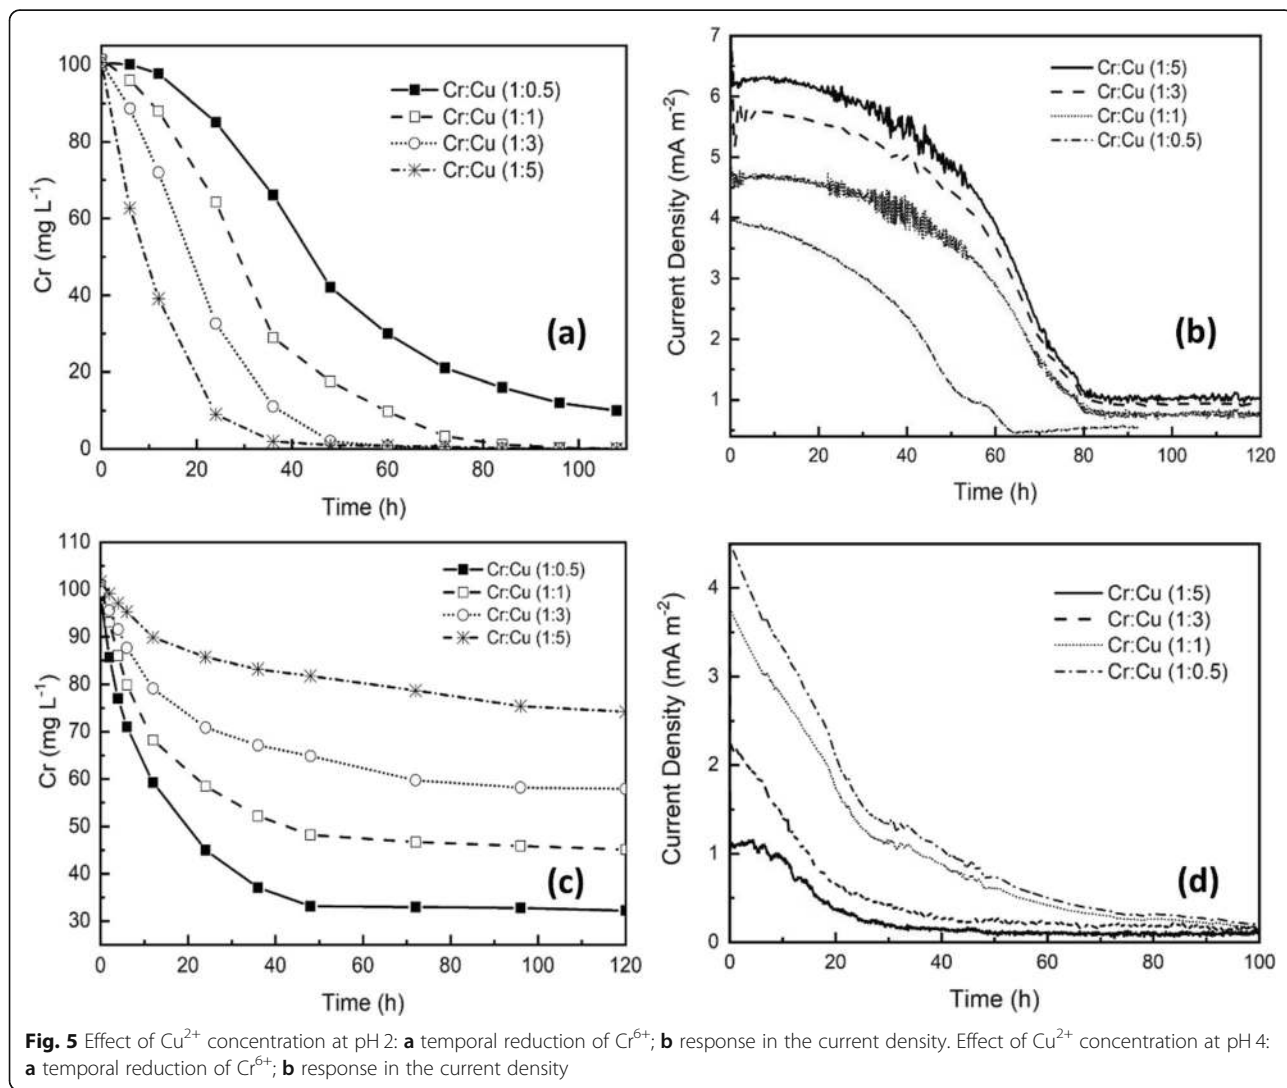 100
80
60
40
20
0
0 20 40 60 80 100
Cr (mg L⁻¹)
Time (h)
Cr:Cu (1:0.5)
Cr:Cu (1:1)
Cr:Cu (1:3)
Cr:Cu (1:5)
(a)
7
6
5
4
3
2
1
0 20 40 60 80 100 120
Current Density (mA m⁻²)
Time (h)
Cr:Cu (1:5)
Cr:Cu (1:3)
Cr:Cu (1:1)
Cr:Cu (1:0.5)
(b)
110
100
90
80
70
60
50
40
30
0 20 40 60 80 100 120
Cr (mg L⁻¹)
Time (h)
Cr:Cu (1:0.5)
Cr:Cu (1:1)
Cr:Cu (1:3)
Cr:Cu (1:5)
(c)
4
3
2
1
0
0 20 40 60 80 100
Current Density (mA m⁻²)
Time (h)
Cr:Cu (1:5)
Cr:Cu (1:3)
Cr:Cu (1:1)
Cr:Cu (1:0.5)
(d)
Fig. 5 Effect of Cu²⁺ concentration at pH 2: a temporal reduction of Cr⁶⁺; b response in the current density. Effect of Cu²⁺ concentration at pH 4:
a temporal reduction of Cr⁶⁺; b response in the current density